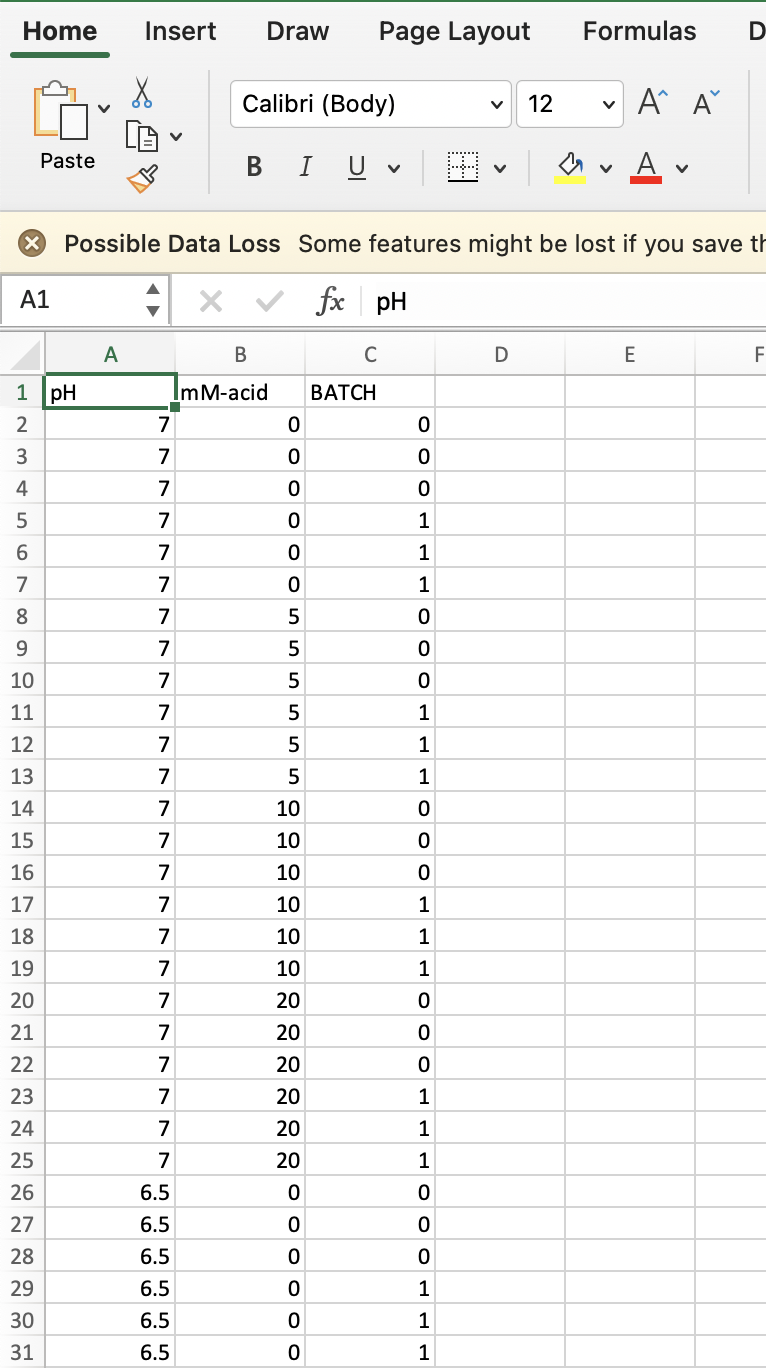 Home Insert Draw Page Layout Formulas D
Calibri (Body) 12 A A
Paste
B I U A
Possible Data Loss Some features might be lost if you save th
A1 fx pH
A B C D E F
1 pH mM-acid BATCH
2 7 0 0
3 7 0 0
4 7 0 0
5 7 0 1
6 7 0 1
7 7 0 1
8 7 5 0
9 7 5 0
10 7 5 0
11 7 5 1
12 7 5 1
13 7 5 1
14 7 10 0
15 7 10 0
16 7 10 0
17 7 10 1
18 7 10 1
19 7 10 1
20 7 20 0
21 7 20 0
22 7 20 0
23 7 20 1
24 7 20 1
25 7 20 1
26 6.5 0 0
27 6.5 0 0
28 6.5 0 0
29 6.5 0 1
30 6.5 0 1
31 6.5 0 1